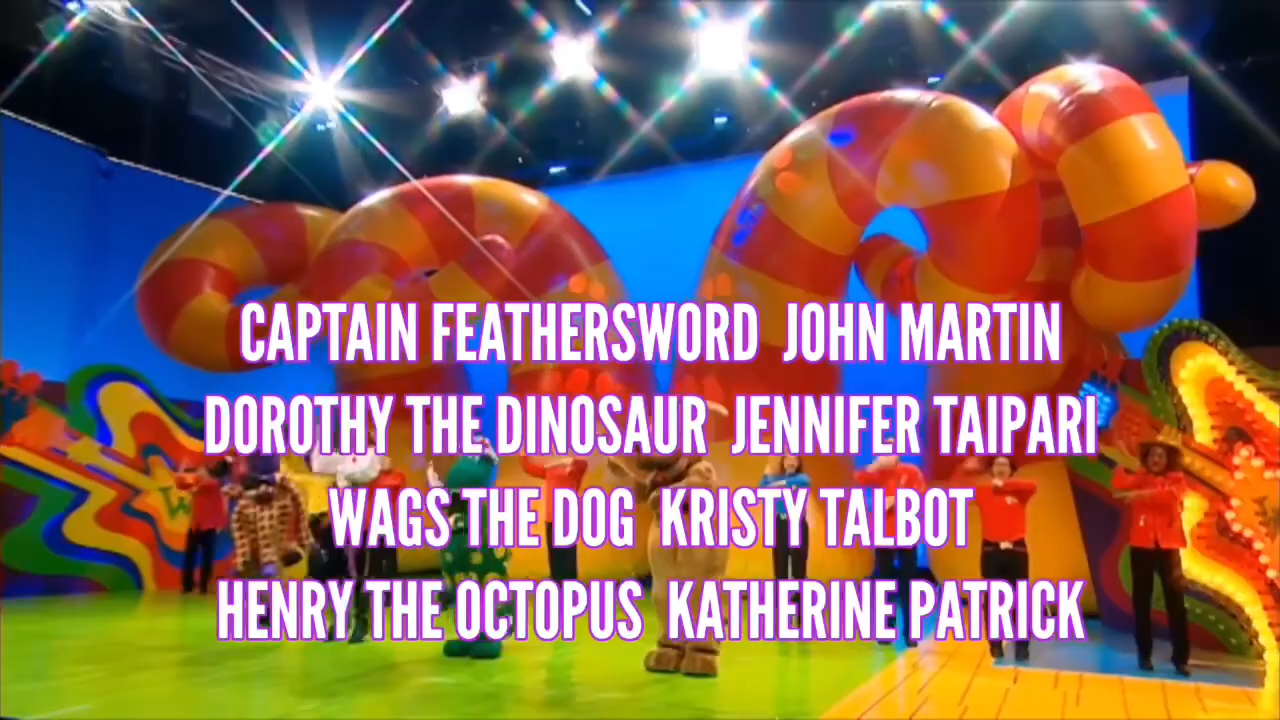 CAPTAIN FEATHERSWORD JOHN MARTIN
DOROTHY THE DINOSAUR JENNIFER TAIPARI
WAGS THE DOG KRISTY TALBOT
HENRY THE OCTOPUS KATHERINE PATRICK